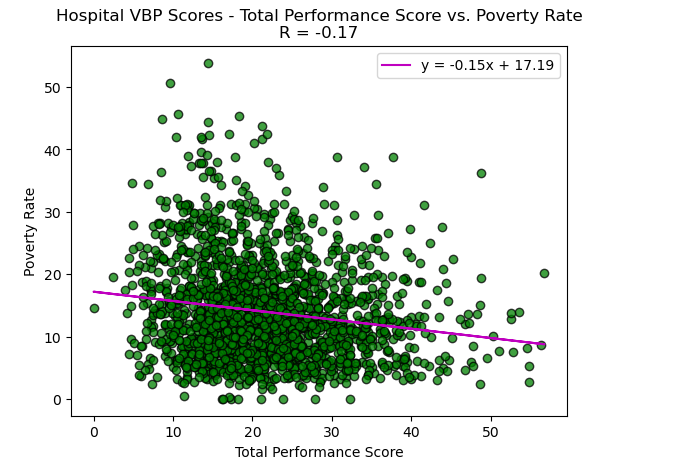 Hospital VBP Scores - Total Performance Score vs. Poverty Rate
R = -0.17
y = -0.15x + 17.19
50
40
30
20
10
0
Poverty Rate
0 10 20 30 40 50
Total Performance Score